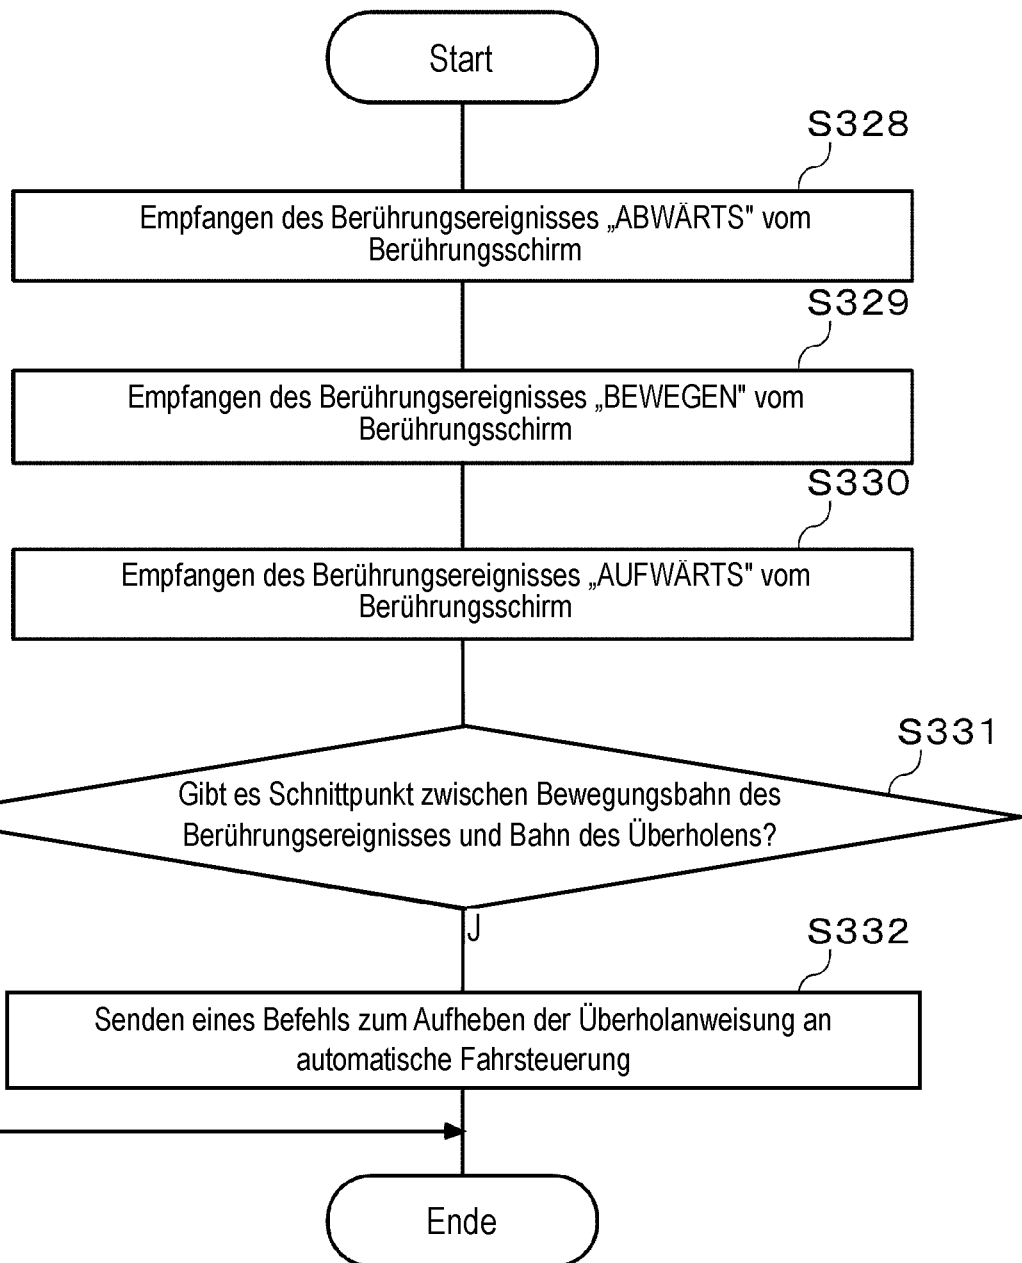 Start
S328
Empfangen des Berührungsereignisses „ABWÄRTS" vom
Berührungsschirm
S329
Empfangen des Berührungsereignisses „BEWEGEN" vom
Berührungsschirm
S330
Empfangen des Berührungsereignisses „AUFWÄRTS" vom
Berührungsschirm
S331
Gibt es Schnittpunkt zwischen Bewegungsbahn des
Berührungsereignisses und Bahn des Überholens?
J
S332
Senden eines Befehls zum Aufheben der Überholanweisung an
automatische Fahrsteuerung
Ende